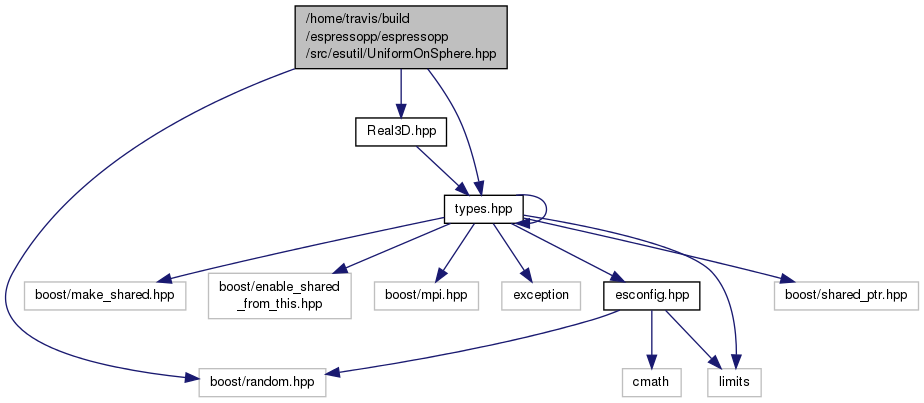 /home/travis/build
/espressopp/espressopp
/src/esutil/UniformOnSphere.hpp
Real3D.hpp
types.hpp
boost/make_shared.hpp
boost/enable_shared
_from_this.hpp
boost/mpi.hpp
exception
esconfig.hpp
boost/shared_ptr.hpp
boost/random.hpp
cmath
limits